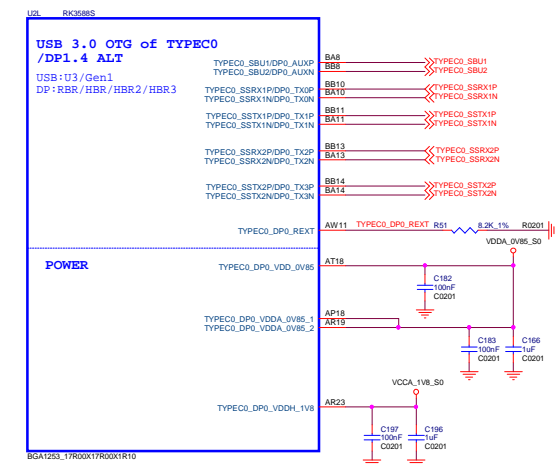 U2L RK3588S
USB 3.0 OTG of TYPEC0
/DP1.4 ALT
USB:U3/Gen1
DP:RBR/HBR/HBR2/HBR3
TYPEC0_SBU1/DP0_AUXP BA8 TYPEC0_SBU1
TYPEC0_SBU2/DP0_AUXN BB8 TYPEC0_SBU2
TYPEC0_SSRX1P/DP0_TX0P BB10 TYPEC0_SSRX1P
TYPEC0_SSRX1N/DP0_TX0N BA10 TYPEC0_SSRX1N
TYPEC0_SSTX1P/DP0_TX1P BB11 TYPEC0_SSTX1P
TYPEC0_SSTX1N/DP0_TX1N BA11 TYPEC0_SSTX1N
TYPEC0_SSRX2P/DP0_TX2P BB13 TYPEC0_SSRX2P
TYPEC0_SSRX2N/DP0_TX2N BA13 TYPEC0_SSRX2N
TYPEC0_SSTX2P/DP0_TX3P BB14 TYPEC0_SSTX2P
TYPEC0_SSTX2N/DP0_TX3N BA14 TYPEC0_SSTX2N
TYPEC0_DP0_REXT AW11 TYPEC0_DP0_REXT R51 8.2K_1% R0201
VDDA_0V85_S0
POWER
TYPEC0_DP0_VDD_0V85 AT18
C182
100nF
C0201
TYPEC0_DP0_VDDA_0V85_1 AP18
TYPEC0_DP0_VDDA_0V85_2 AR19
C183 C166
100nF 1uF
C0201 C0201
VCCA_1V8_S0
TYPEC0_DP0_VDDH_1V8 AR23
C197 C196
100nF 1uF
C0201 C0201
BGA1253_17R00X17R00X1R10